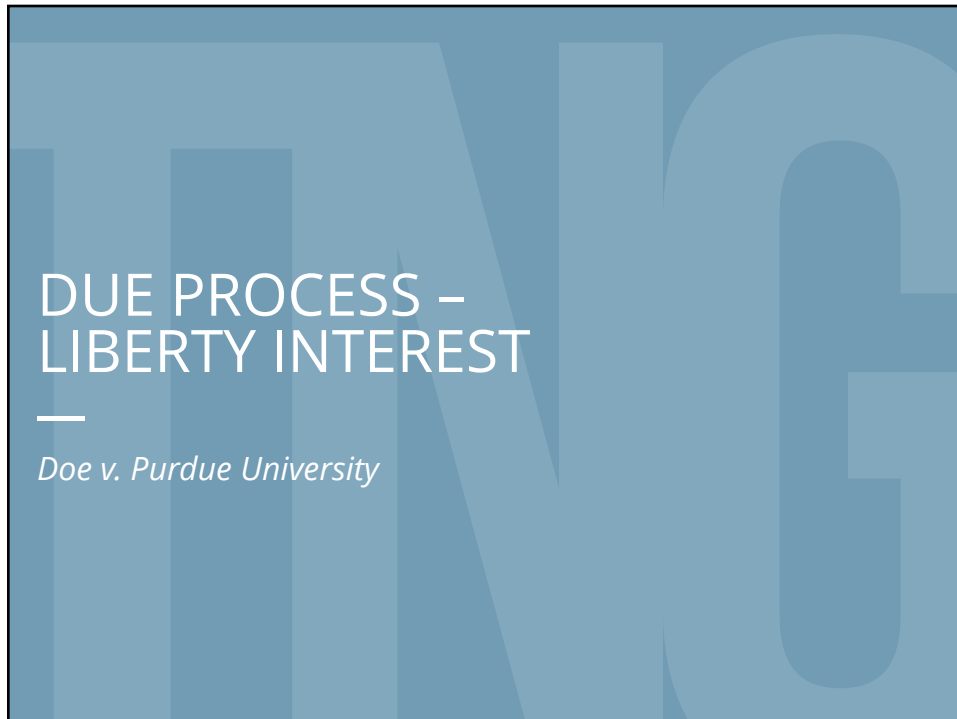 TNG
DUE PROCESS –
LIBERTY INTEREST
Doe v. Purdue University